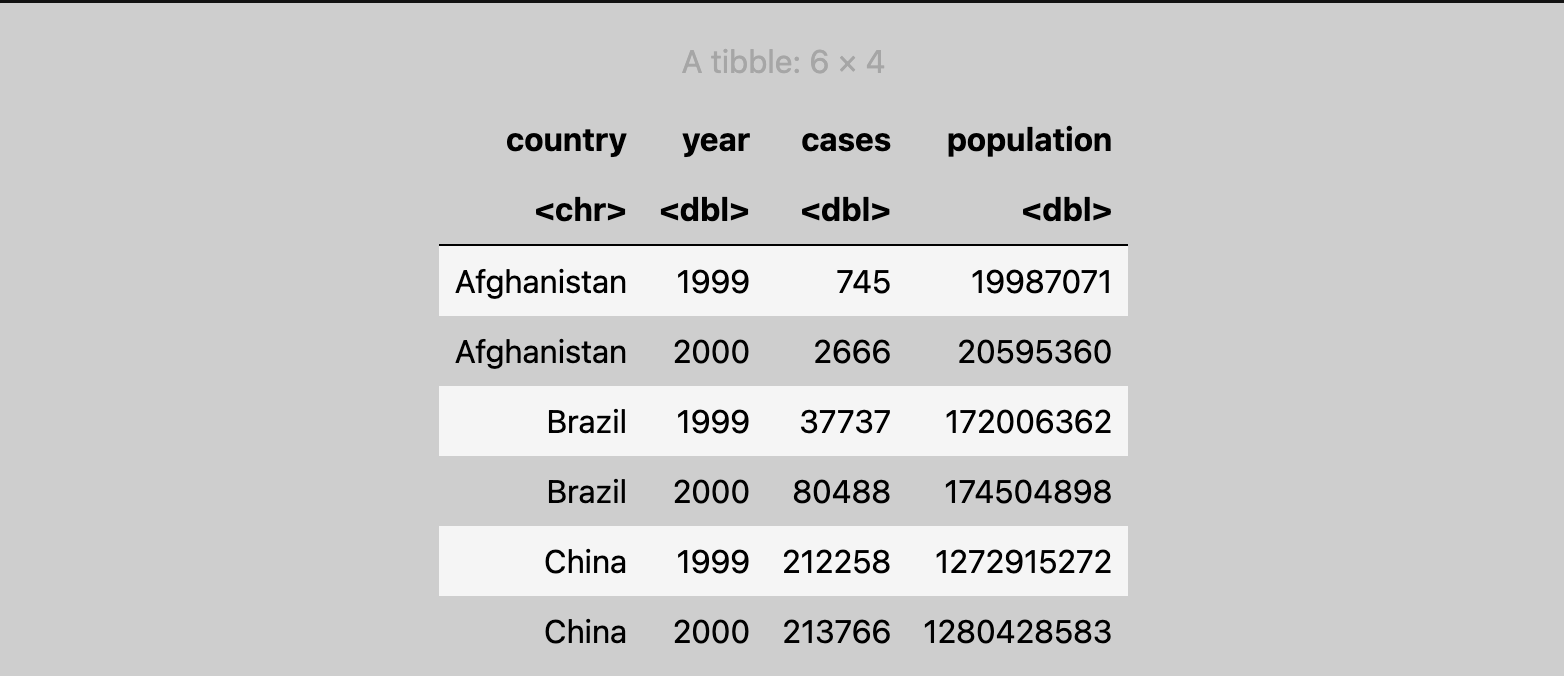 A tibble: 6 × 4
country year cases population
<chr> <dbl> <dbl> <dbl>
Afghanistan 1999 745 19987071
Afghanistan 2000 2666 20595360
Brazil 1999 37737 172006362
Brazil 2000 80488 174504898
China 1999 212258 1272915272
China 2000 213766 1280428583